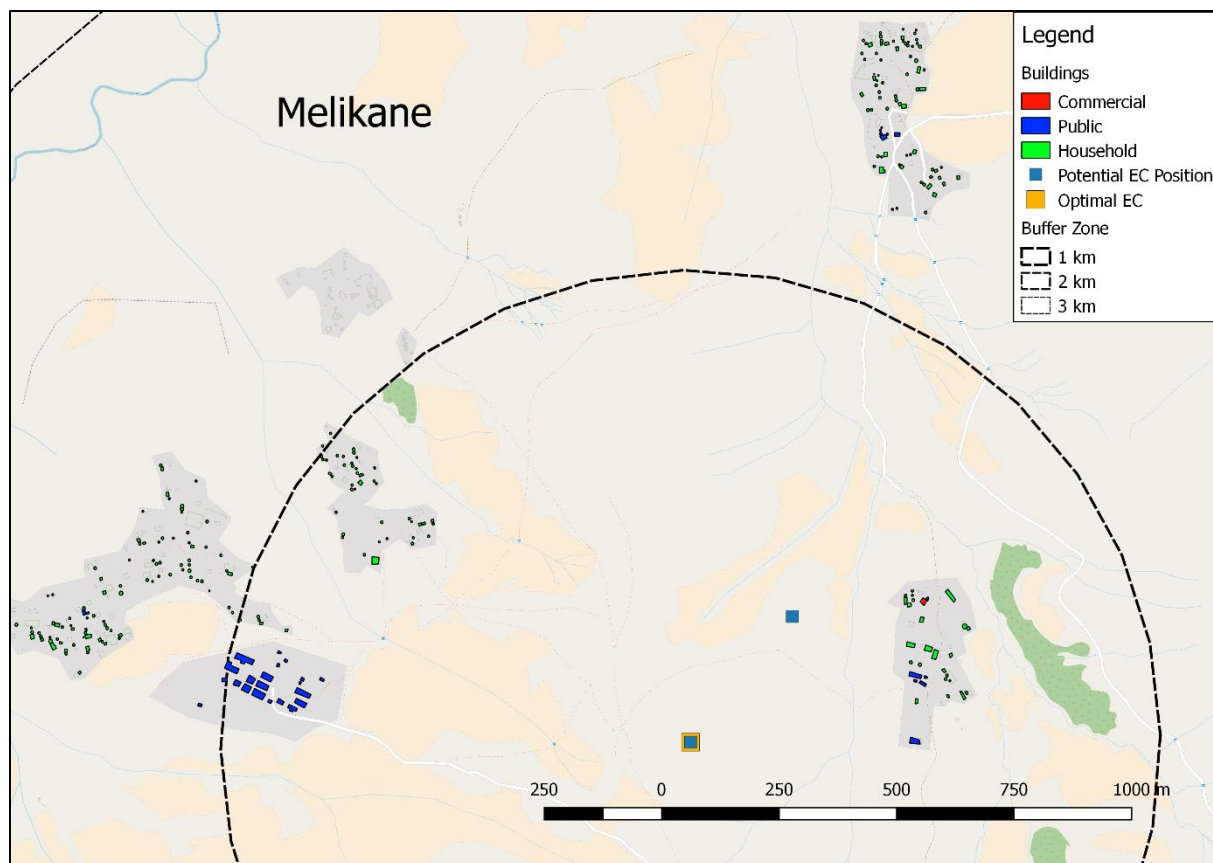 Melikane
Legend
Buildings
Commercial
Public
Household
Potential EC Position
Optimal EC
Buffer Zone
1 km
2 km
3 km
250 0 250 500 750 1000 m